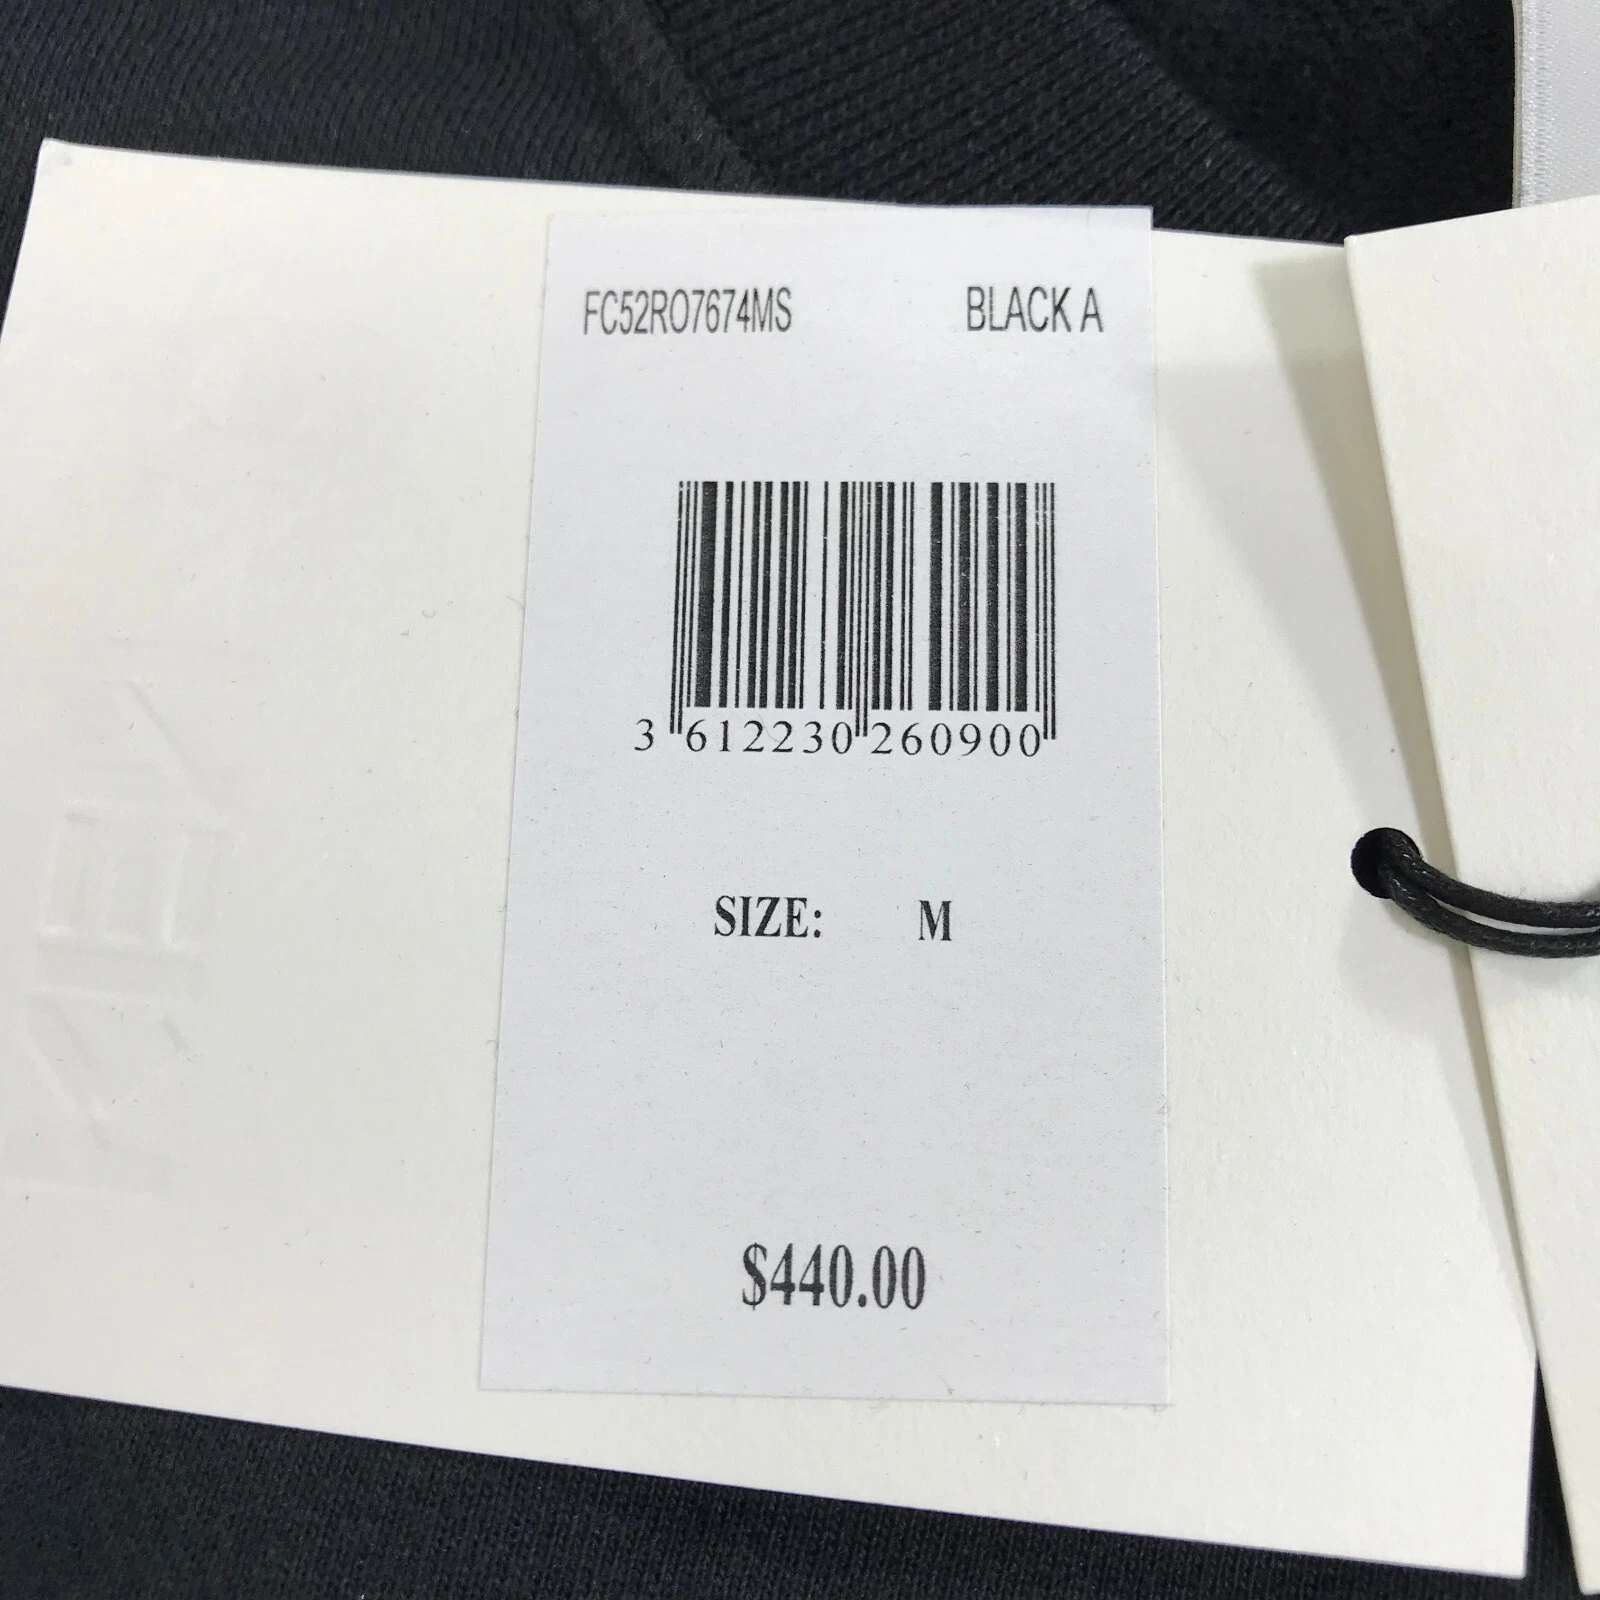 FC52RO7674MS BLACK A
3 612230 260900
SIZE: M
$440.00